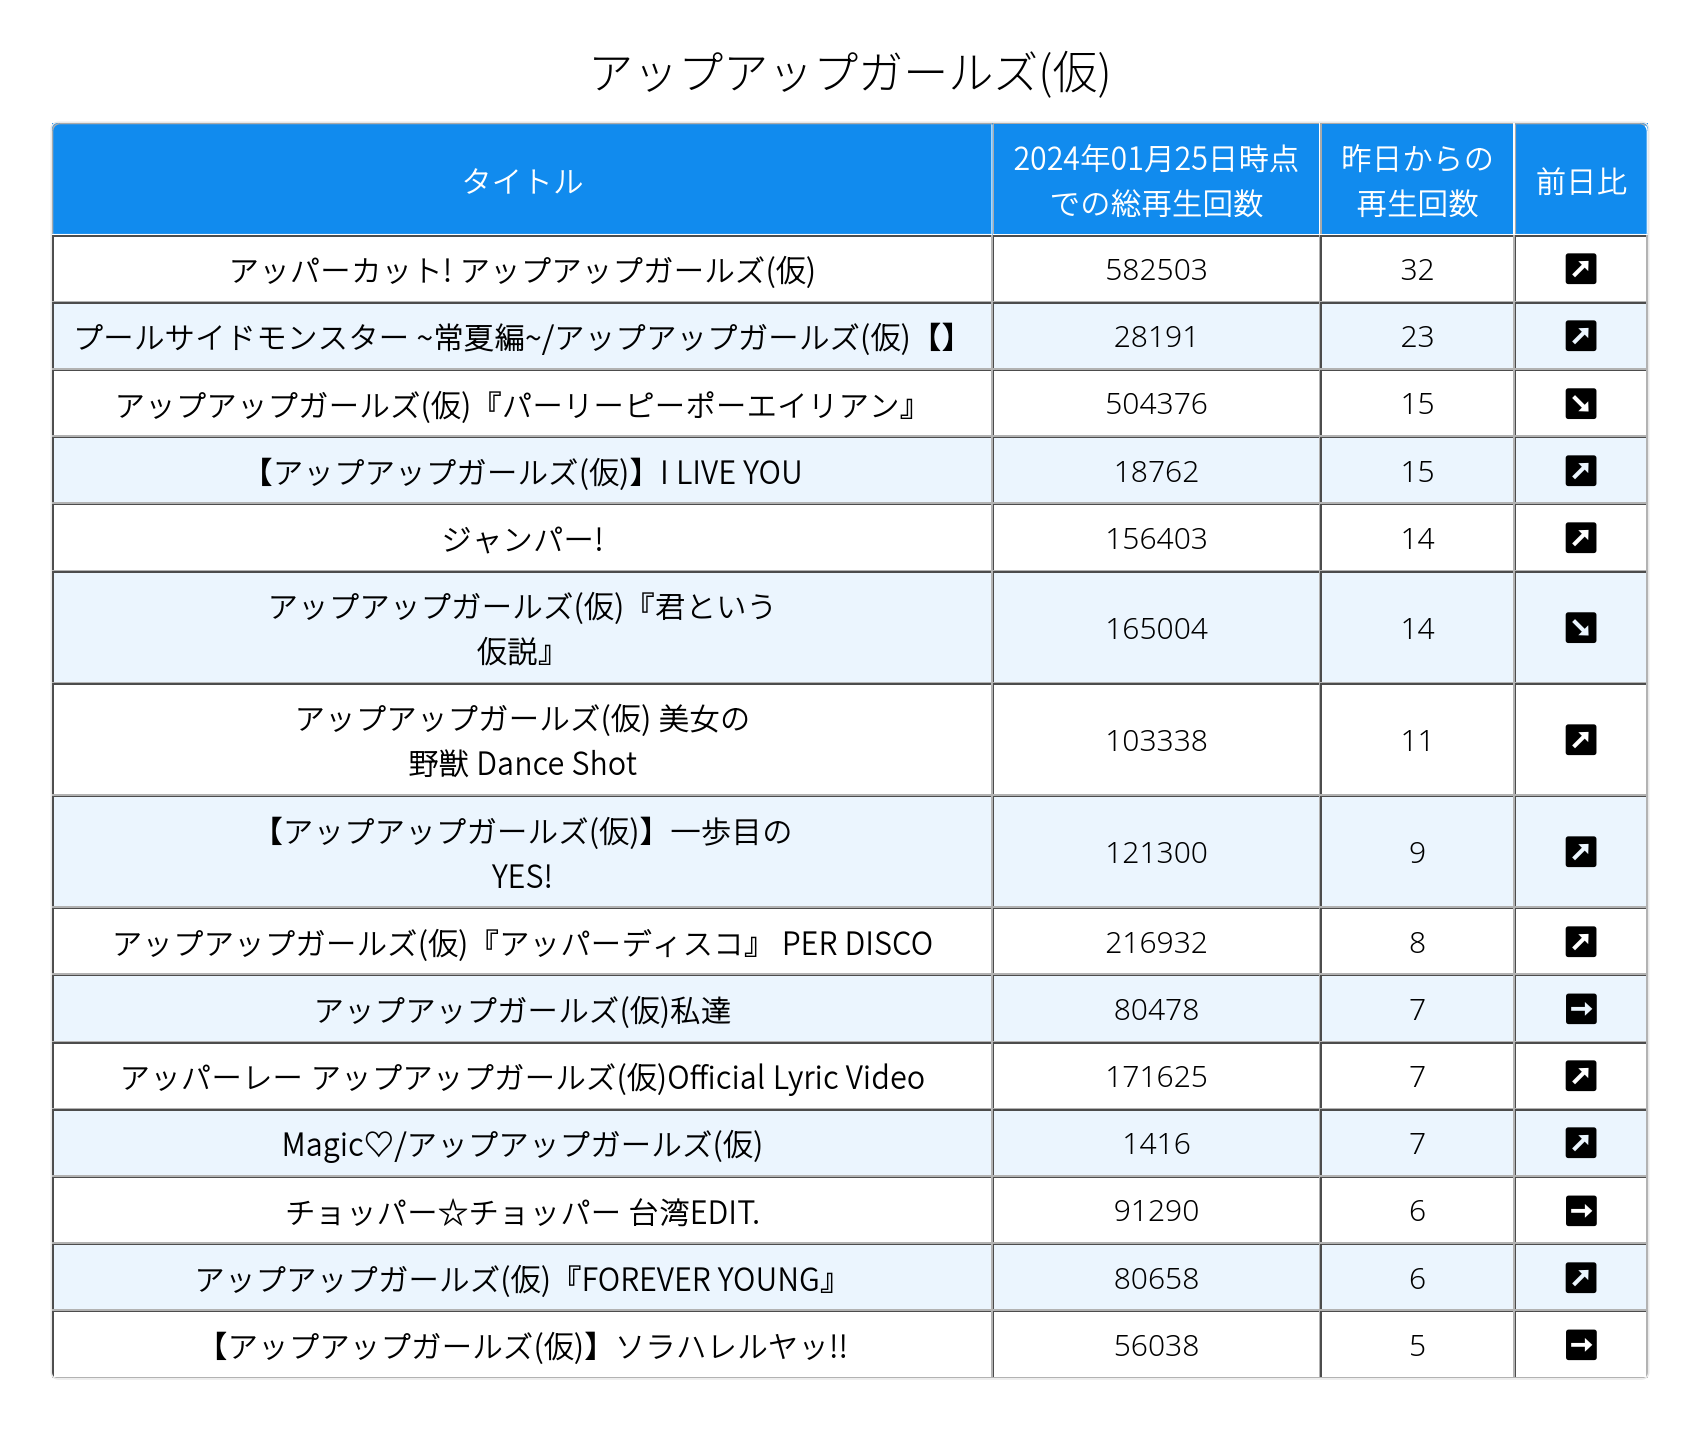 アップアップガールズ(仮)
タイトル
2024年01月25日時点
での総再生回数
昨日からの
再生回数
前日比
アッパーカット! アップアップガールズ(仮) 582503 32
プールサイドモンスター ~常夏編~/アップアップガールズ(仮)【】 28191 23
アップアップガールズ(仮)『パーリーピーポーエイリアン』 504376 15
【アップアップガールズ(仮)】I LIVE YOU 18762 15
ジャンパー! 156403 14
アップアップガールズ(仮)『君という
仮説』 165004 14
アップアップガールズ(仮) 美女の
野獣 Dance Shot 103338 11
【アップアップガールズ(仮)】一歩目の
YES! 121300 9
アップアップガールズ(仮)『アッパーディスコ』 PER DISCO 216932 8
アップアップガールズ(仮)私達 80478 7
アッパーレー アップアップガールズ(仮)Official Lyric Video 171625 7
Magic♡/アップアップガールズ(仮) 1416 7
チョッパー☆チョッパー 台湾EDIT. 91290 6
アップアップガールズ(仮)『FOREVER YOUNG』 80658 6
【アップアップガールズ(仮)】ソラハレルヤッ!! 56038 5